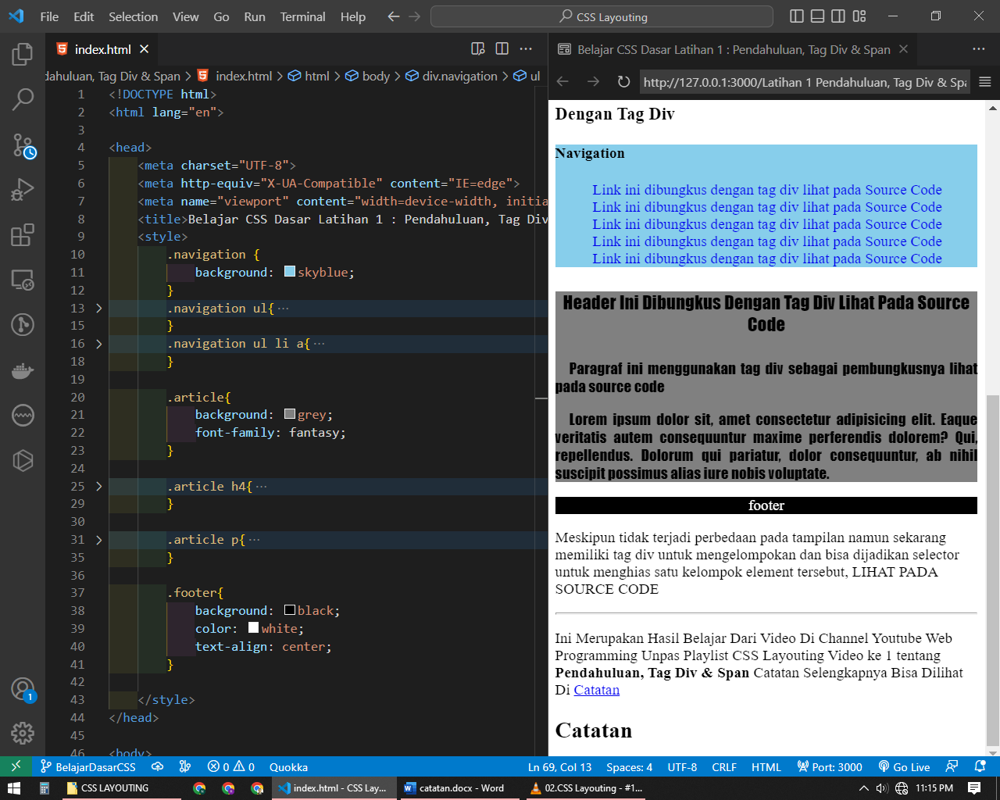 File Edit Selection View Go Run Terminal Help CSS Layouting
index.html
dahuluan, Tag Div & Span > index.html > html > body > div.navigation > ul
1 <!DOCTYPE html>
2 <html lang="en">
3
4 <head>
5 <meta charset="UTF-8">
6 <meta http-equiv="X-UA-Compatible" content="IE=edge">
7 <meta name="viewport" content="width=device-width, initia
8 <title>Belajar CSS Dasar Latihan 1 : Pendahuluan, Tag Div
9 <style>
10 .navigation {
11 background: skyblue;
12 }
13 .navigation ul{ ···
15 }
16 .navigation ul li a{ ···
18 }
19
20 .article{
21 background: grey;
22 font-family: fantasy;
23 }
24
25 .article h4{ ···
29 }
30
31 .article p{ ···
35 }
36
37 .footer{
38 background: black;
39 color: white;
40 text-align: center;
41 }
42
43 </style>
44 </head>
45
46 <body>
Belajar CSS Dasar Latihan 1 : Pendahuluan, Tag Div & Span
http://127.0.0.1:3000/Latihan 1 Pendahuluan, Tag Div & Spa
Dengan Tag Div
Navigation
Link ini dibungkus dengan tag div lihat pada Source Code
Link ini dibungkus dengan tag div lihat pada Source Code
Link ini dibungkus dengan tag div lihat pada Source Code
Link ini dibungkus dengan tag div lihat pada Source Code
Link ini dibungkus dengan tag div lihat pada Source Code
Header Ini Dibungkus Dengan Tag Div Lihat Pada Source
Code
Paragraf ini menggunakan tag div sebagai pembungkusnya lihat
pada source code
Lorem ipsum dolor sit, amet consectetur adipisicing elit. Eaque
veritatis autem consequuntur maxime perferendis dolorem? Qui,
repellendus. Dolorum qui pariatur, dolor consequuntur, ab nihil
suscipit possimus alias iure nobis voluptate.
footer
Meskipun tidak terjadi perbedaan pada tampilan namun sekarang
memiliki tag div untuk mengelompokan dan bisa dijadikan selector
untuk menghias satu kelompok element tersebut, LIHAT PADA
SOURCE CODE
Ini Merupakan Hasil Belajar Dari Video Di Channel Youtube Web
Programming Unpas Playlist CSS Layouting Video ke 1 tentang
Pendahuluan, Tag Div & Span Catatan Selengkapnya Bisa Dilihat
Di Catatan
Catatan
1
BelajarDasarCSS 0 0 Quokka Ln 69, Col 13 Spaces: 4 UTF-8 CRLF HTML Port: 3000 Go Live
CSS LAYOUTING index.html - CSS Lay... catatan.docx - Word 02.CSS Layouting - #1... 11:15 PM